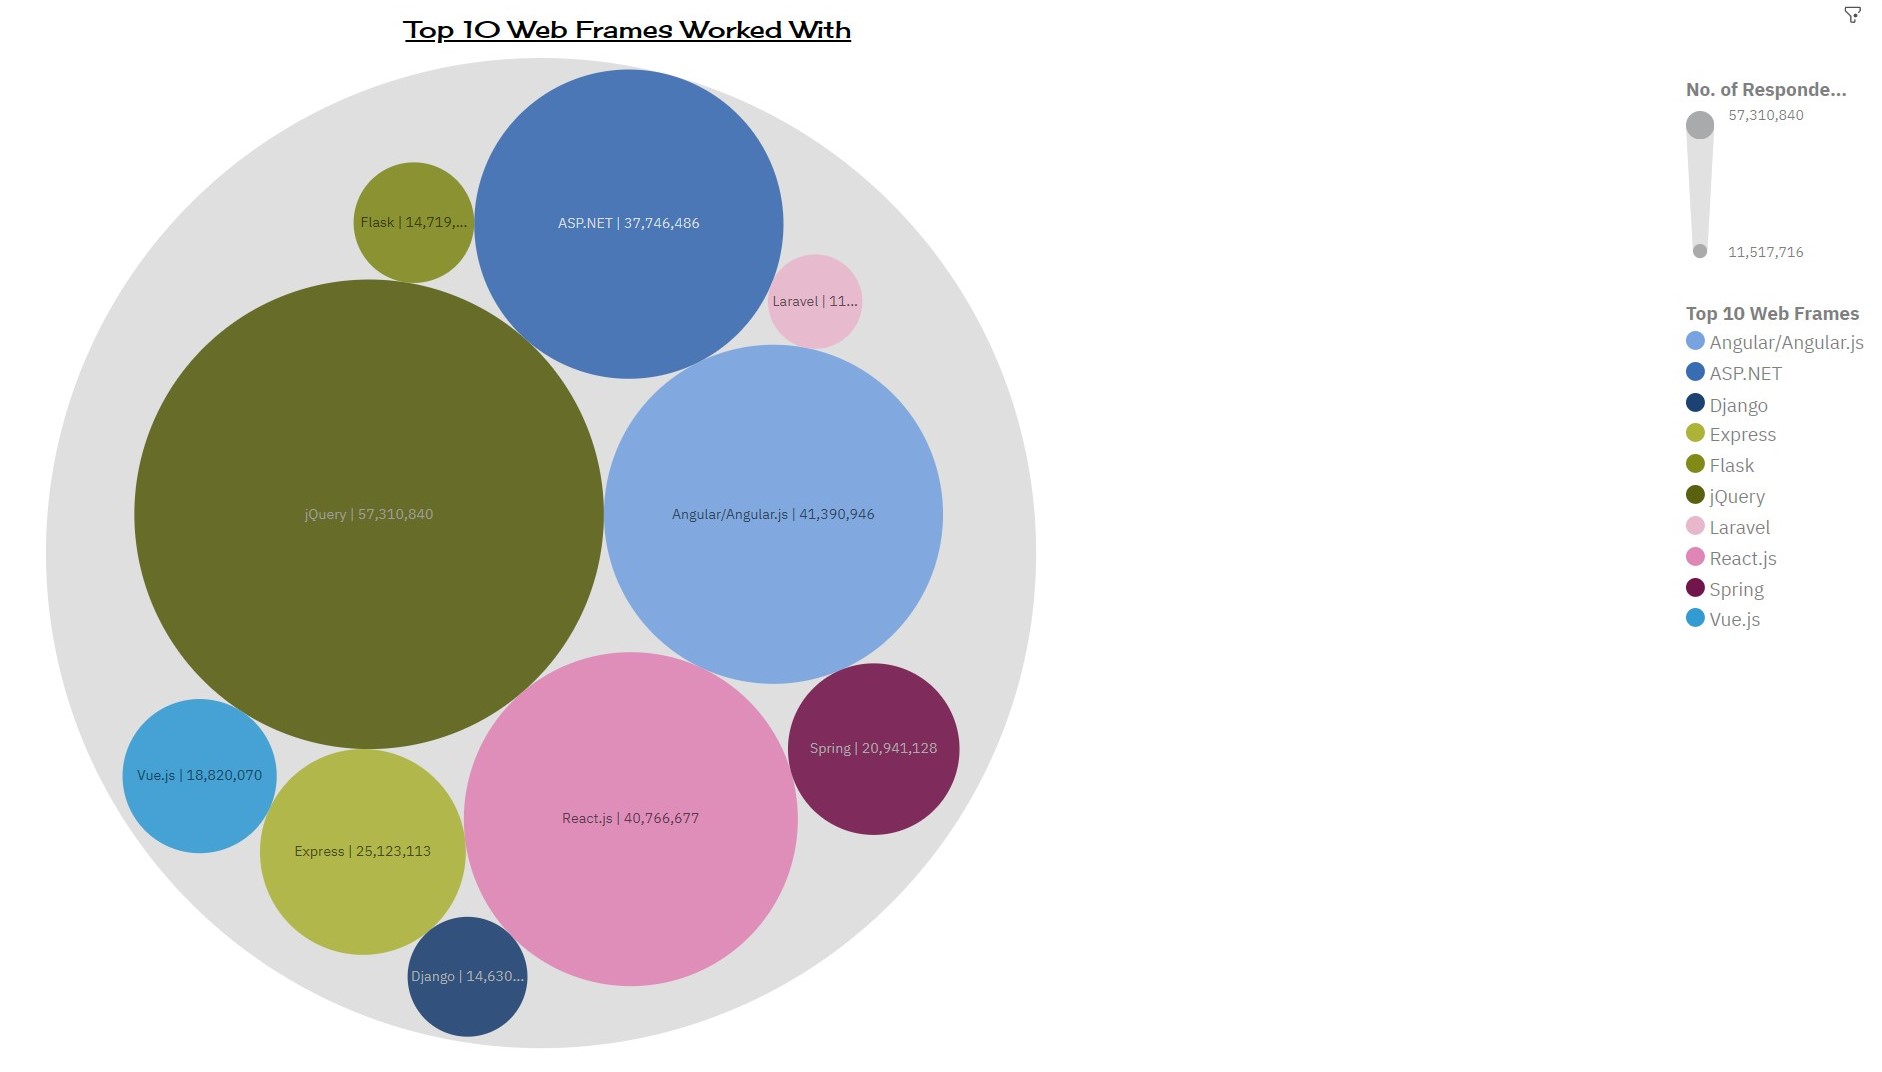 Top 10 Web Frames Worked With
No. of Responde...
57,310,840
11,517,716
Top 10 Web Frames
Angular/Angular.js
ASP.NET
Django
Express
Flask
jQuery
Laravel
React.js
Spring
Vue.js
ASP.NET | 37,746,486
Flask | 14,719,...
Laravel | 11...
jQuery | 57,310,840
Angular/Angular.js | 41,390,946
Spring | 20,941,128
Vue.js | 18,820,070
React.js | 40,766,677
Express | 25,123,113
Django | 14,630...